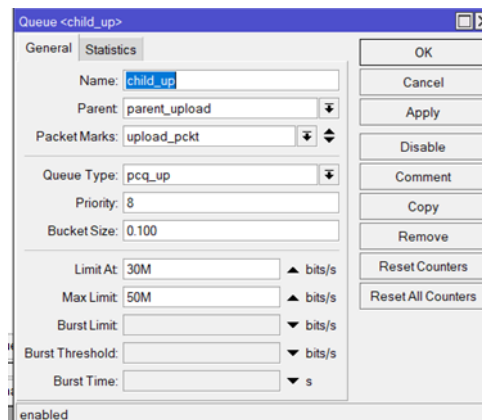 Queue <child_up>
General Statistics
Name: child_up
Parent: parent_upload
Packet Marks: upload_pckt
Queue Type: pcq_up
Priority: 8
Bucket Size: 0.100
Limit At: 30M bits/s
Max Limit: 50M bits/s
Burst Limit: bits/s
Burst Threshold: bits/s
Burst Time: s
enabled
OK
Cancel
Apply
Disable
Comment
Copy
Remove
Reset Counters
Reset All Counters